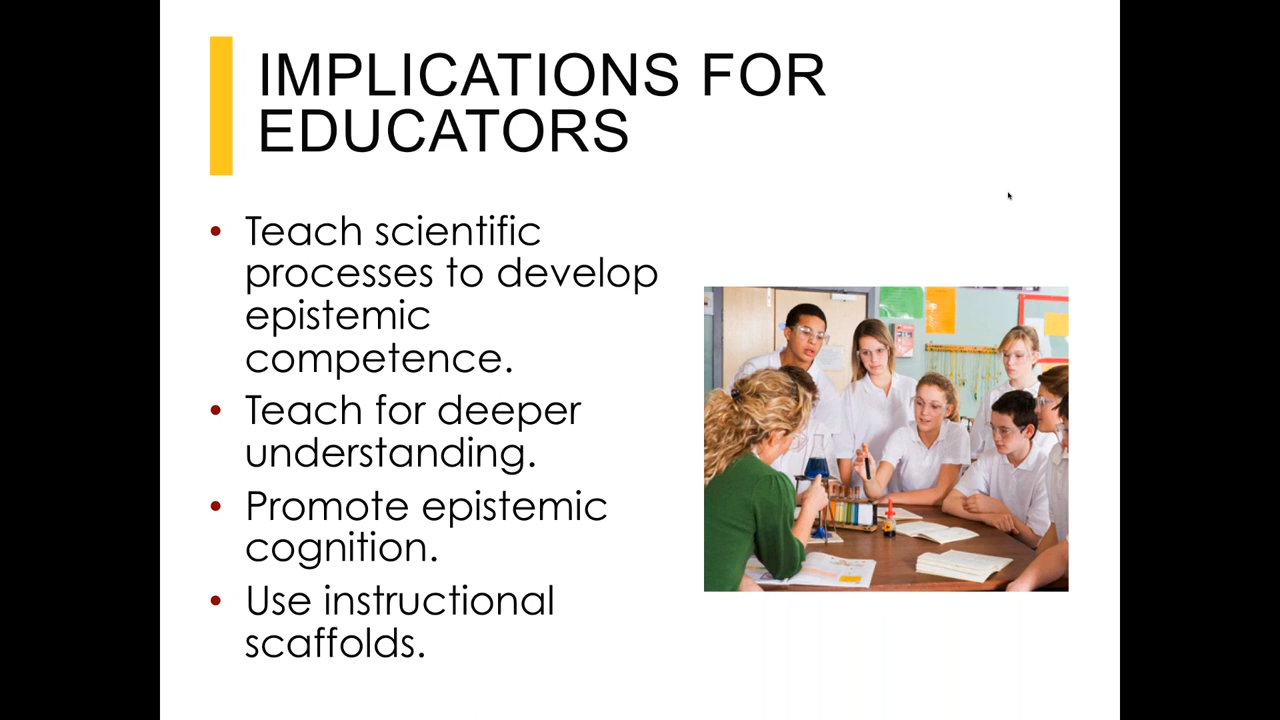 IMPLICATIONS FOR
EDUCATORS
• Teach scientific
processes to develop
epistemic
competence.
• Teach for deeper
understanding.
• Promote epistemic
cognition.
• Use instructional
scaffolds.